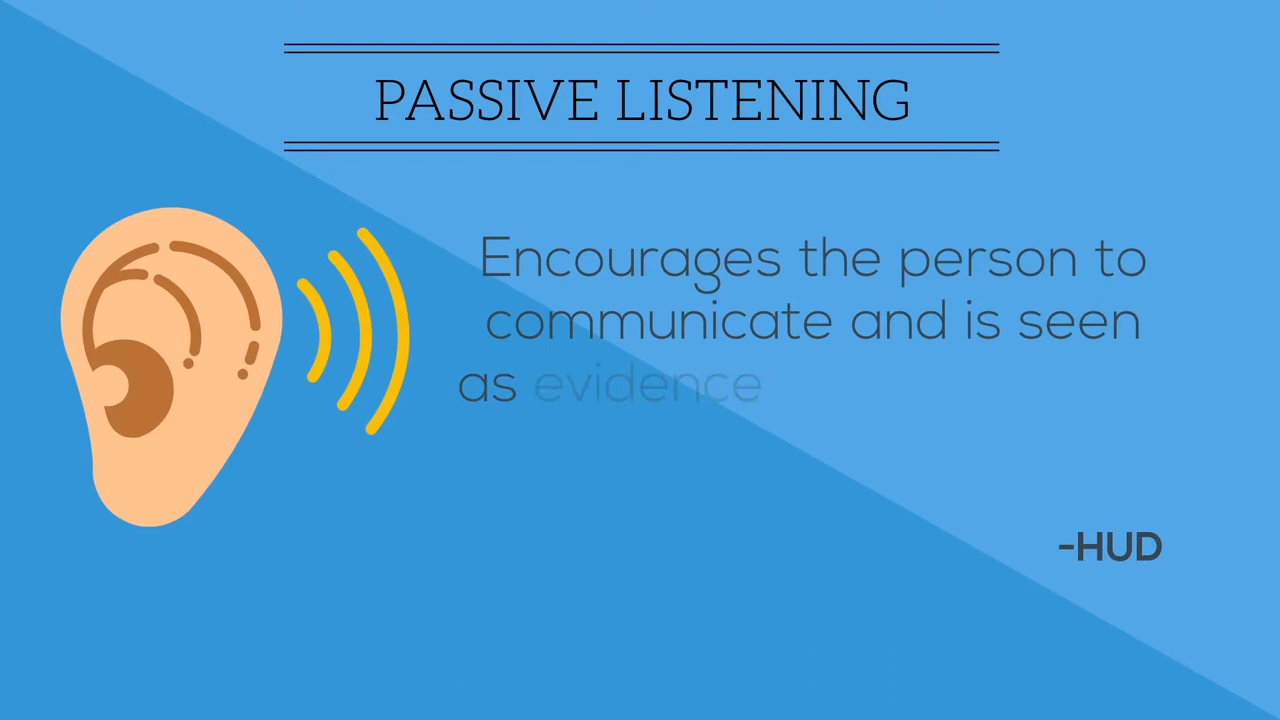 PASSIVE LISTENING
Encourages the person to
communicate and is seen
as evidence
-HUD